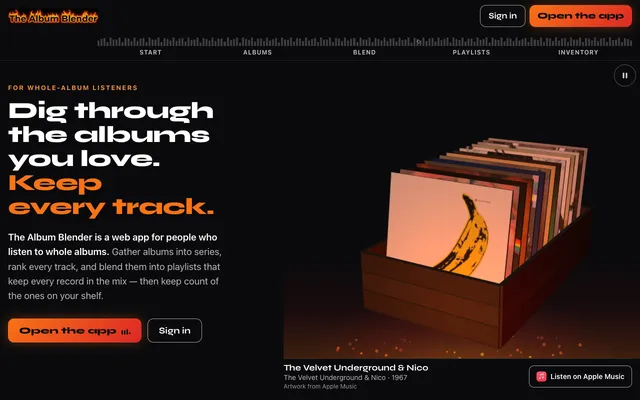 The Album Blender
Sign in
Open the app
START
ALBUMS
BLEND
PLAYLISTS
INVENTORY
FOR WHOLE-ALBUM LISTENERS
Dig through
the albums
you love.
Keep
every track.
The Album Blender is a web app for people who
listen to whole albums. Gather albums into series,
rank every track, and blend them into playlists that
keep every record in the mix — then keep count of
the ones on your shelf.
Open the app
Sign in
The Velvet Underground & Nico
The Velvet Underground & Nico · 1967
Artwork from Apple Music
Listen on Apple Music